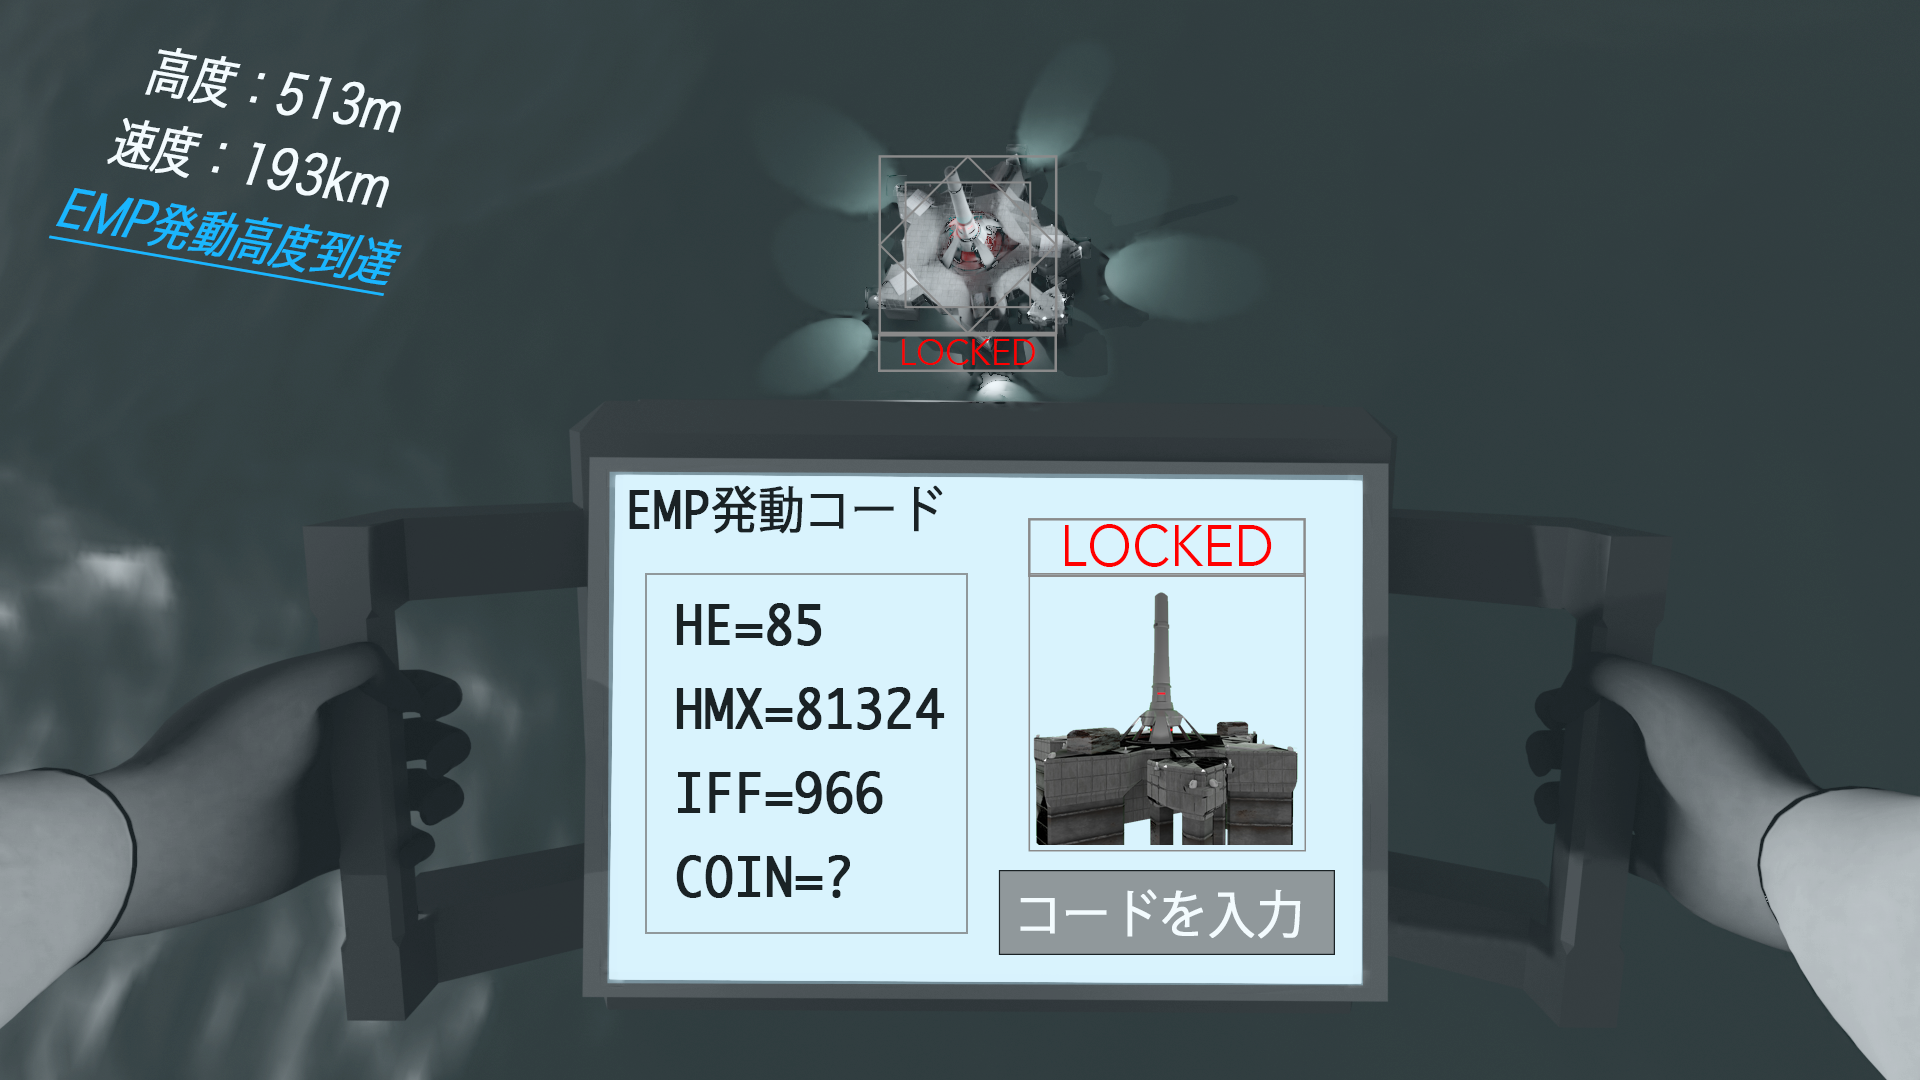 高度：513m
速度：193km
EMP発動高度到達
LOCKED
EMP発動コード
HE=85
HMX=81324
IFF=966
COIN=?
LOCKED
コードを入力